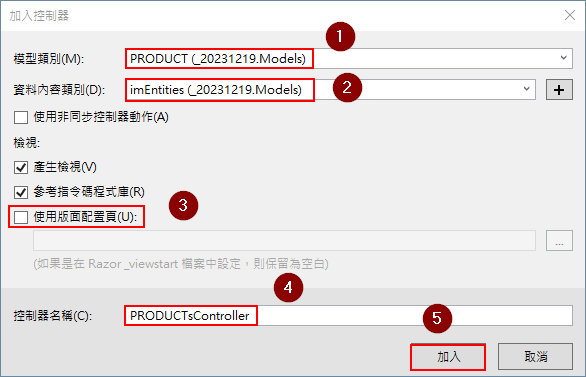 加入控制器
1
模型類別(M):
PRODUCT (_20231219.Models)
資料內容類別(D):
imEntities (_20231219.Models)
2
+
使用非同步控制器動作(A)
檢視:
產生檢視(V)
參考指令碼程式庫(R)
3
使用版面配置頁(U):
...
(如果是在 Razor _viewstart 檔案中設定，則保留為空白)
4
控制器名稱(C):
PRODUCTsController
5
加入
取消